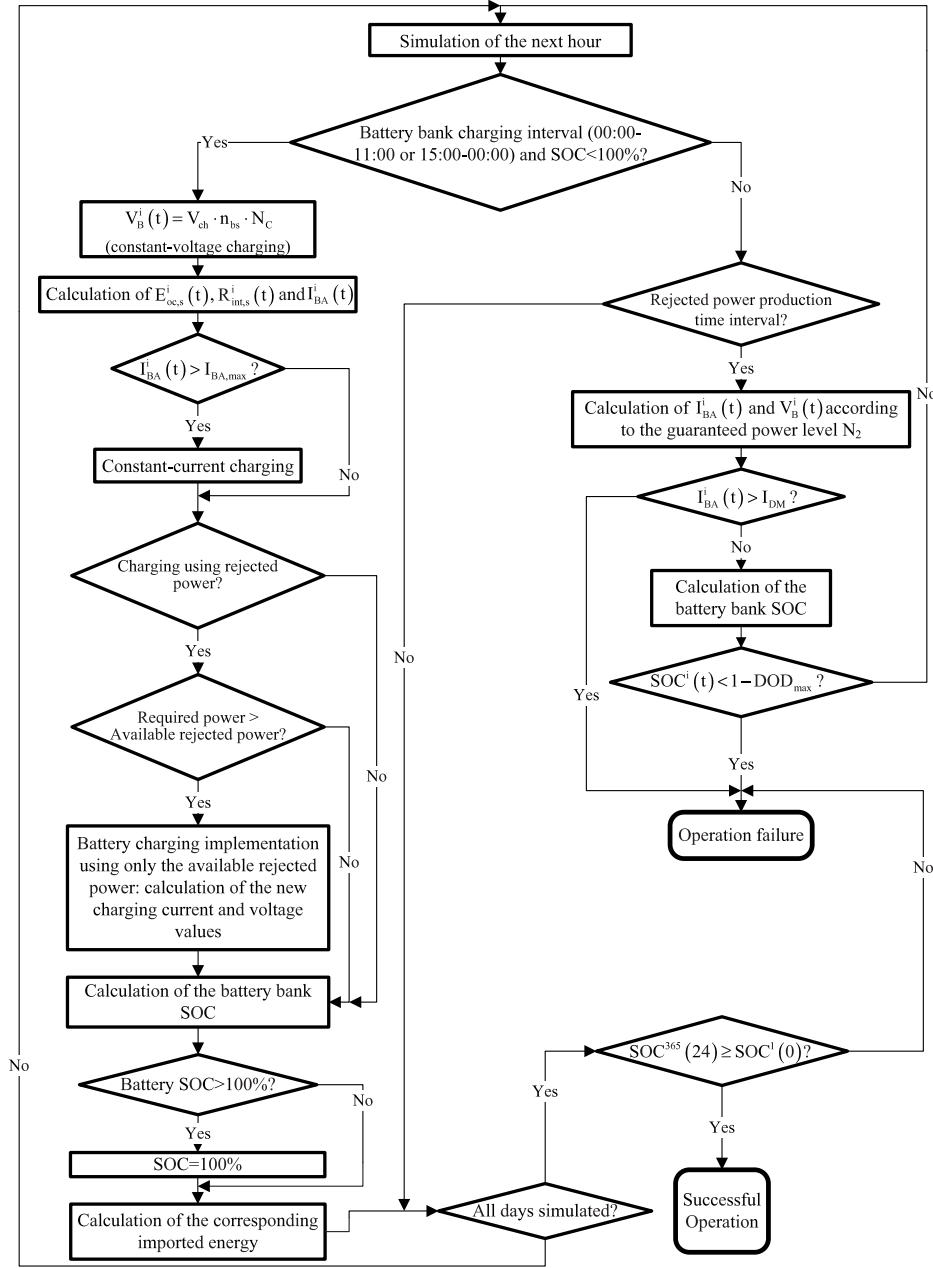 Simulation of the next hour
Battery bank charging interval (00:00-
11:00 or 15:00-00:00) and SOC<100%?
Yes
No
V_B^i(t) = V_ch · n_bs · N_C
(constant-voltage charging)
Calculation of E_oc,s^i(t), R_int,s^i(t) and I_BA^i(t)
I_BA^i(t) > I_BA,max ?
Yes
No
Constant-current charging
Charging using rejected
power?
Yes
No
Required power >
Available rejected power?
Yes
No
Battery charging implementation
using only the available rejected
power: calculation of the new
charging current and voltage
values
Calculation of the battery bank
SOC
Battery SOC>100%?
Yes
No
SOC=100%
Calculation of the corresponding
imported energy
Rejected power production
time interval?
Yes
No
Calculation of I_BA^i(t) and V_B^i(t) according
to the guaranteed power level N_2
I_BA^i(t) > I_DM ?
Yes
No
Calculation of the
battery bank SOC
SOC^i(t) < 1 − DOD_max ?
Yes
No
Operation failure
All days simulated?
Yes
No
SOC^365(24) ≥ SOC^1(0)?
Yes
No
Successful
Operation